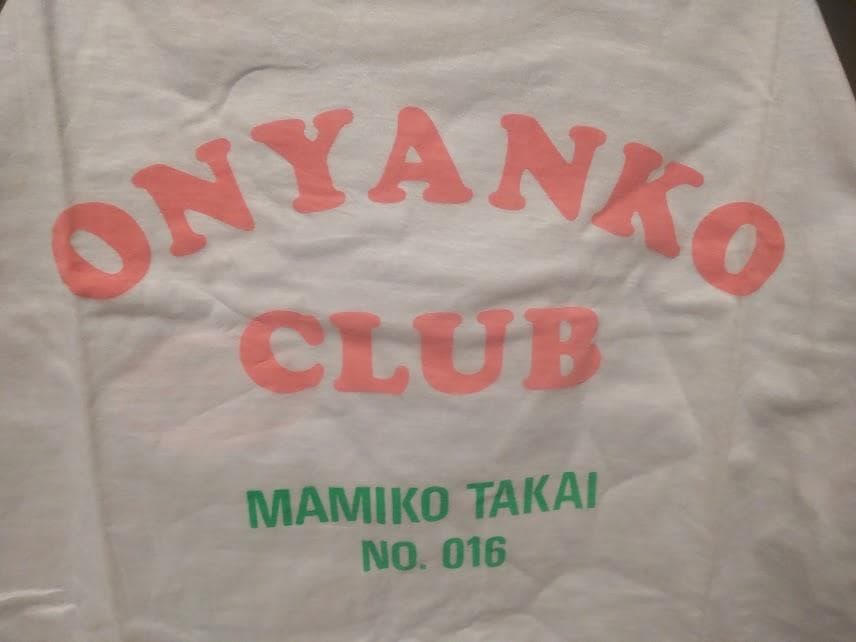 ONYANKO
CLUB
MAMIKO TAKAI
NO. 016